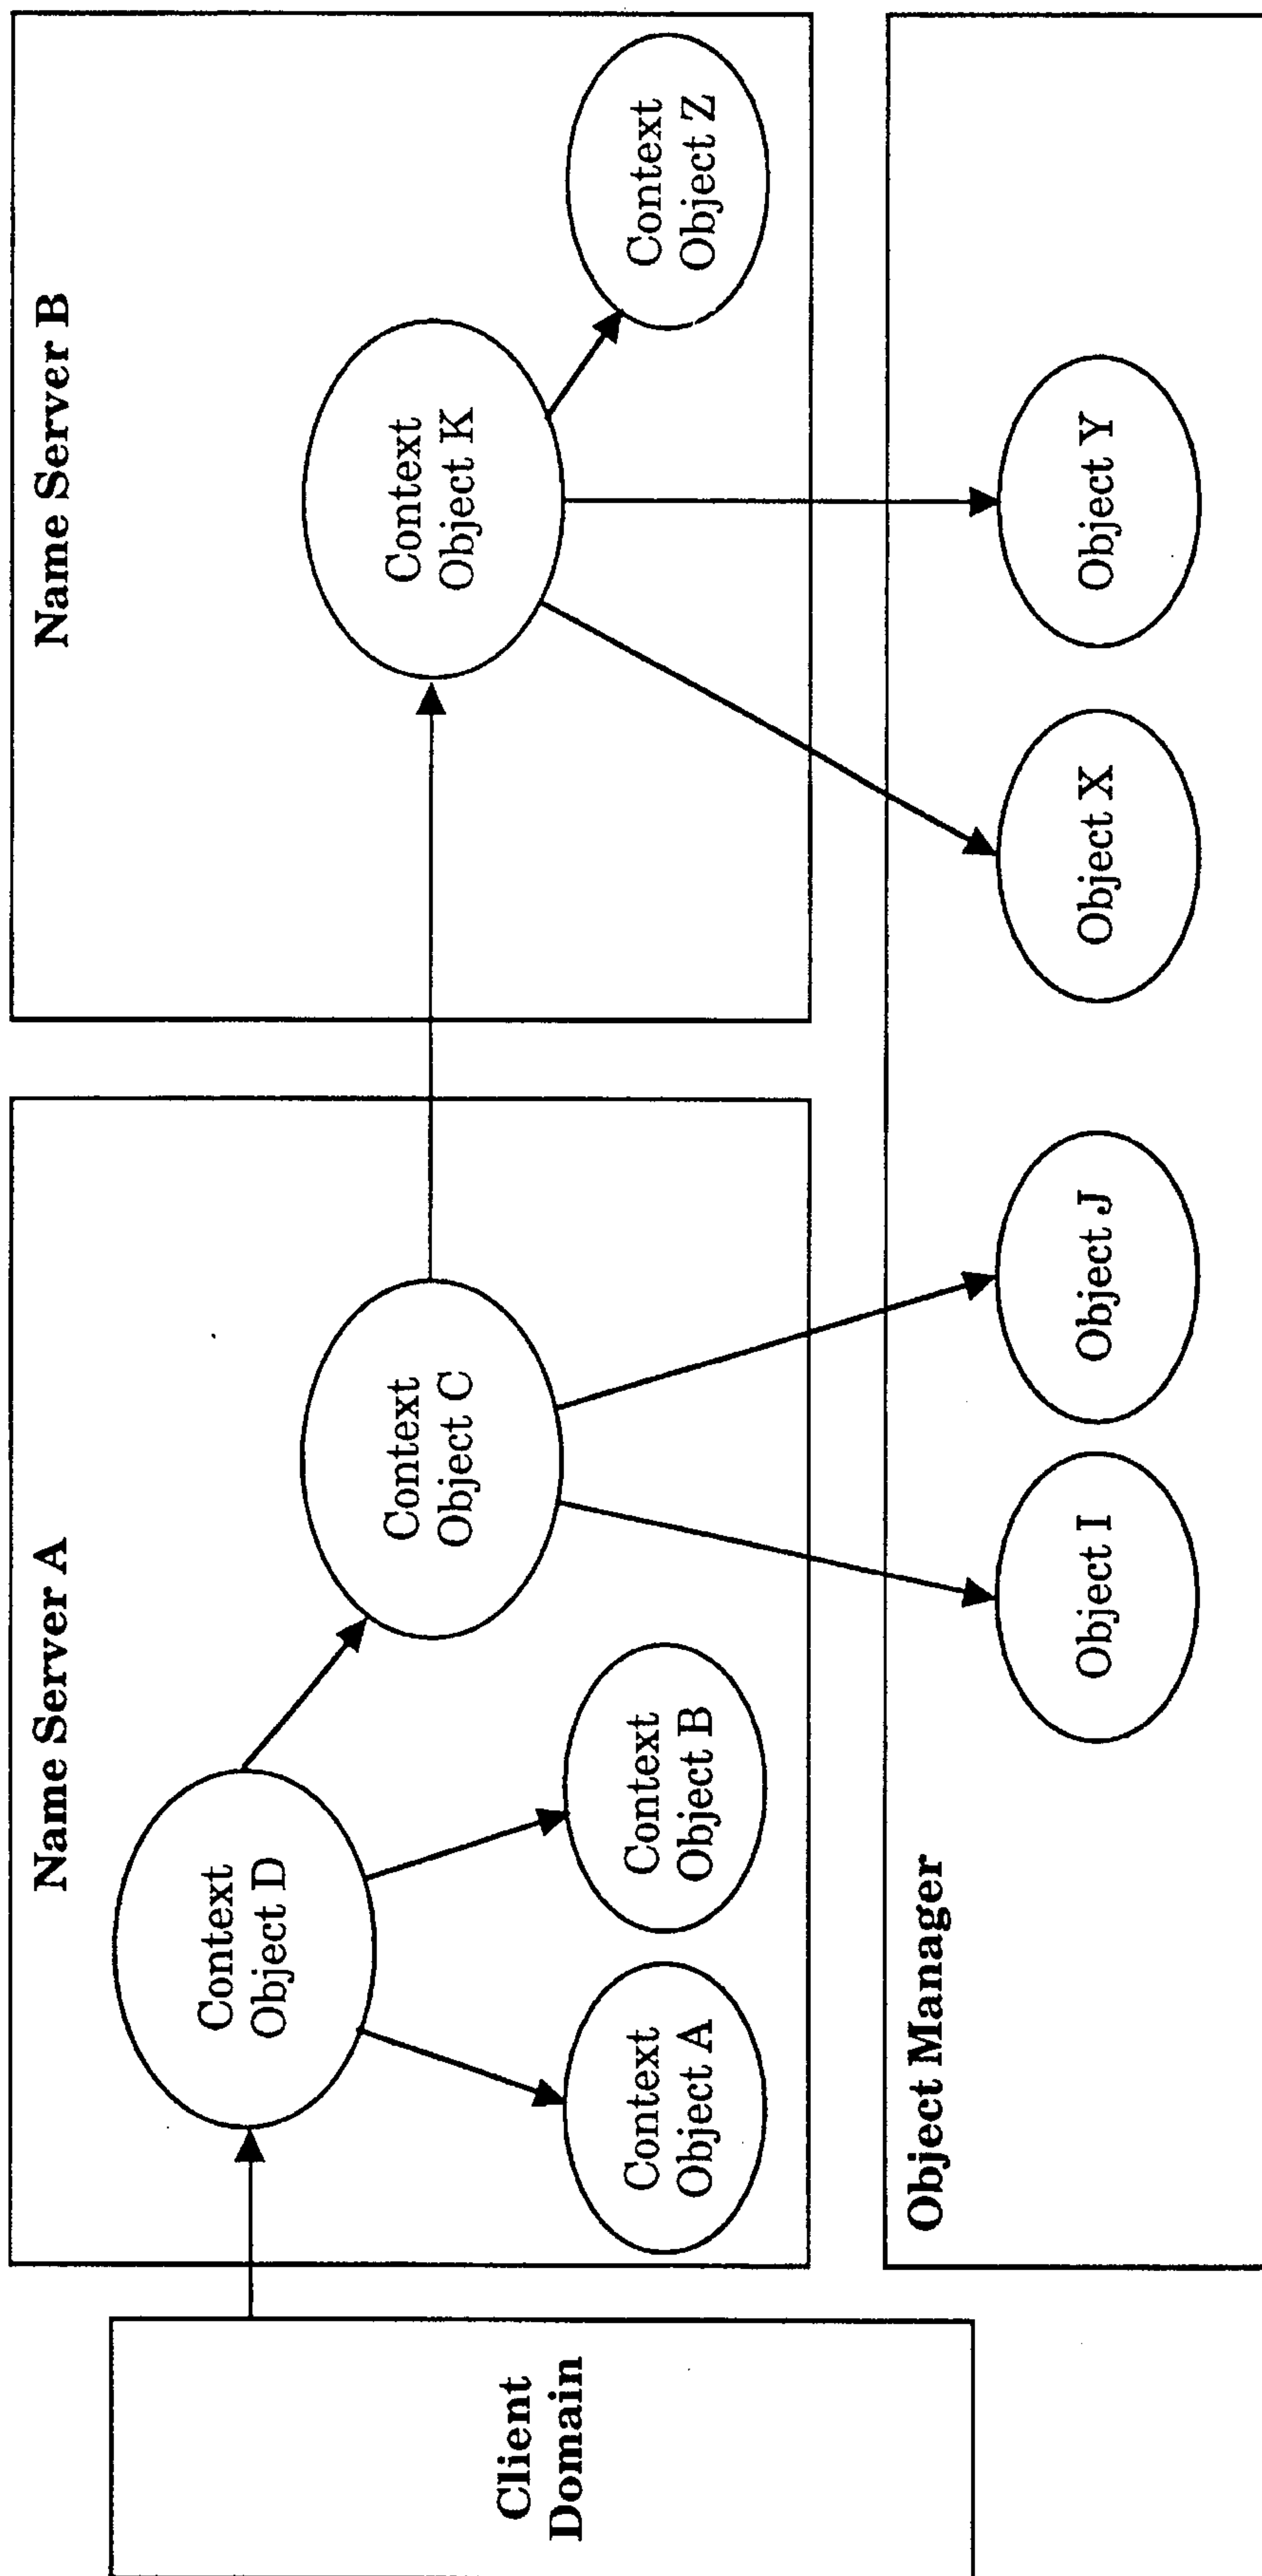 Client
Domain
Name Server A
Context
Object D
Context
Object A
Context
Object B
Context
Object C
Name Server B
Context
Object K
Context
Object Z
Object Manager
Object I
Object J
Object X
Object Y